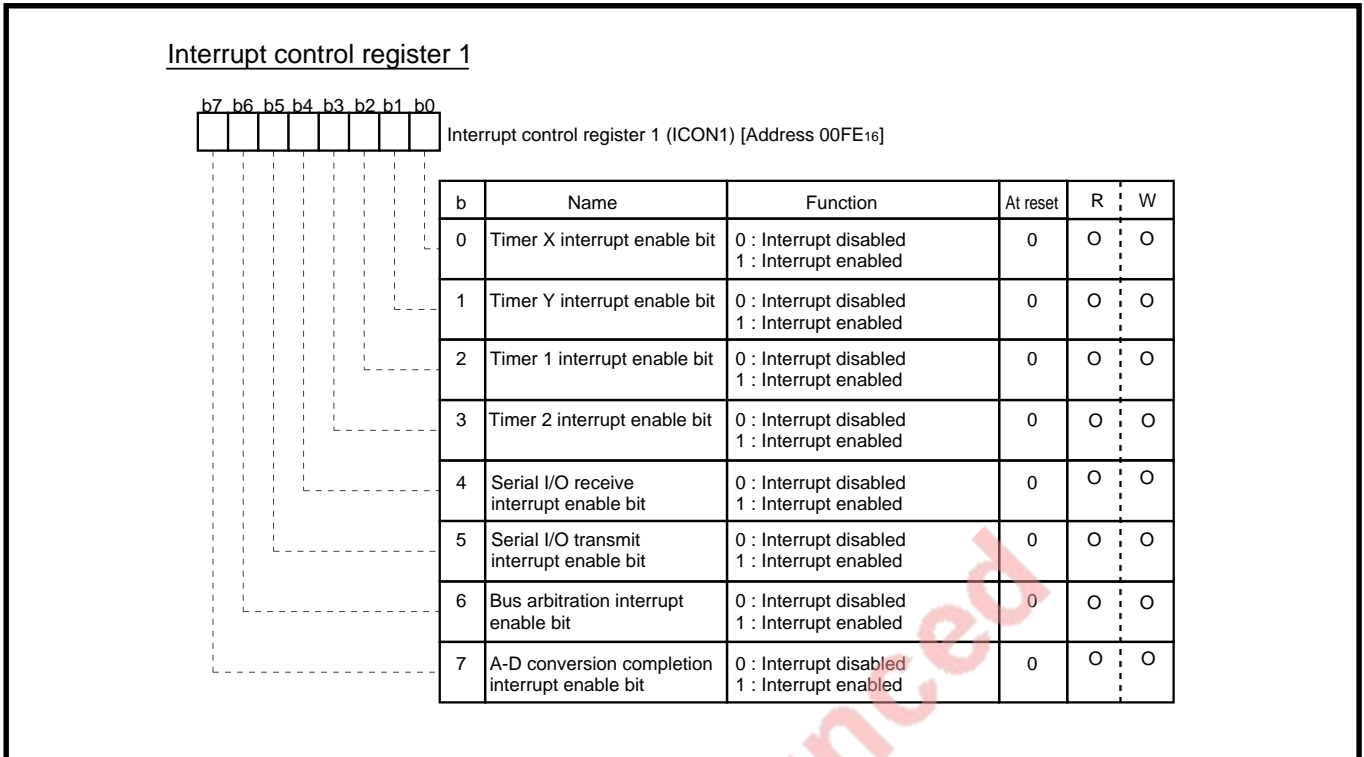 Interrupt control register 1
b7 b6 b5 b4 b3 b2 b1 b0
Interrupt control register 1 (ICON1) [Address 00FE16]
b Name Function At reset R W
0 Timer X interrupt enable bit 0 : Interrupt disabled 0 O O
1 : Interrupt enabled
1 Timer Y interrupt enable bit 0 : Interrupt disabled 0 O O
1 : Interrupt enabled
2 Timer 1 interrupt enable bit 0 : Interrupt disabled 0 O O
1 : Interrupt enabled
3 Timer 2 interrupt enable bit 0 : Interrupt disabled 0 O O
1 : Interrupt enabled
4 Serial I/O receive 0 : Interrupt disabled 0 O O
interrupt enable bit 1 : Interrupt enabled
5 Serial I/O transmit 0 : Interrupt disabled 0 O O
interrupt enable bit 1 : Interrupt enabled
6 Bus arbitration interrupt 0 : Interrupt disabled 0 O O
enable bit 1 : Interrupt enabled
7 A-D conversion completion 0 : Interrupt disabled 0 O O
interrupt enable bit 1 : Interrupt enabled